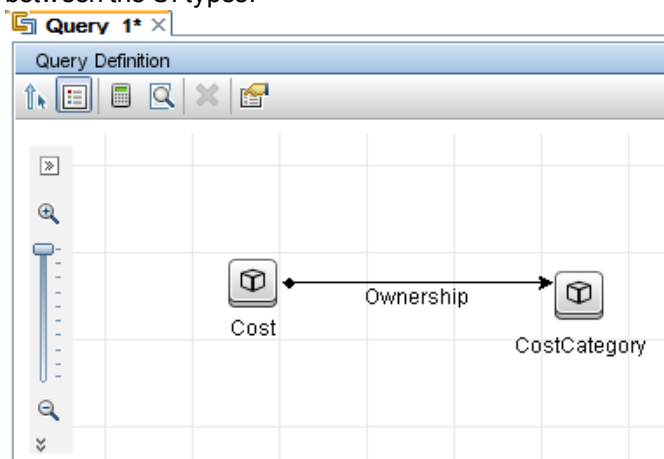 between the CI types.
Query 1*
Query Definition
Ownership
Cost
CostCategory